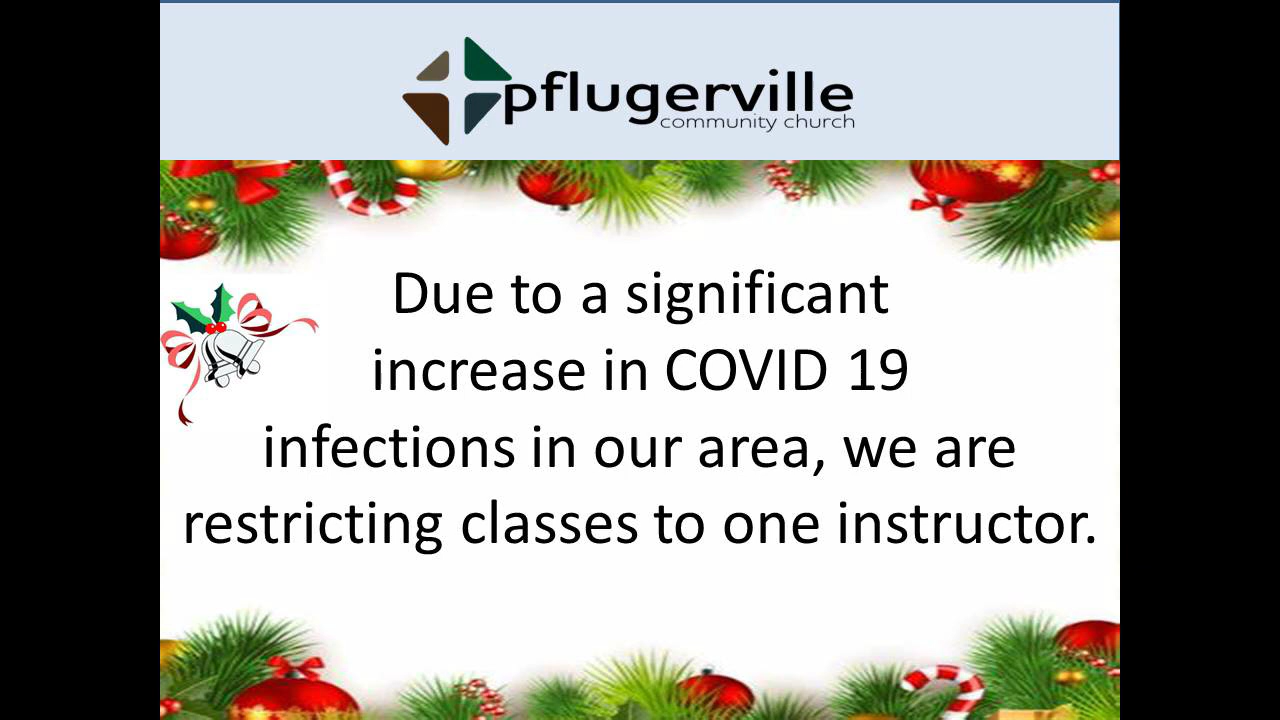 pflugerville
community church
Due to a significant
increase in COVID 19
infections in our area, we are
restricting classes to one instructor.